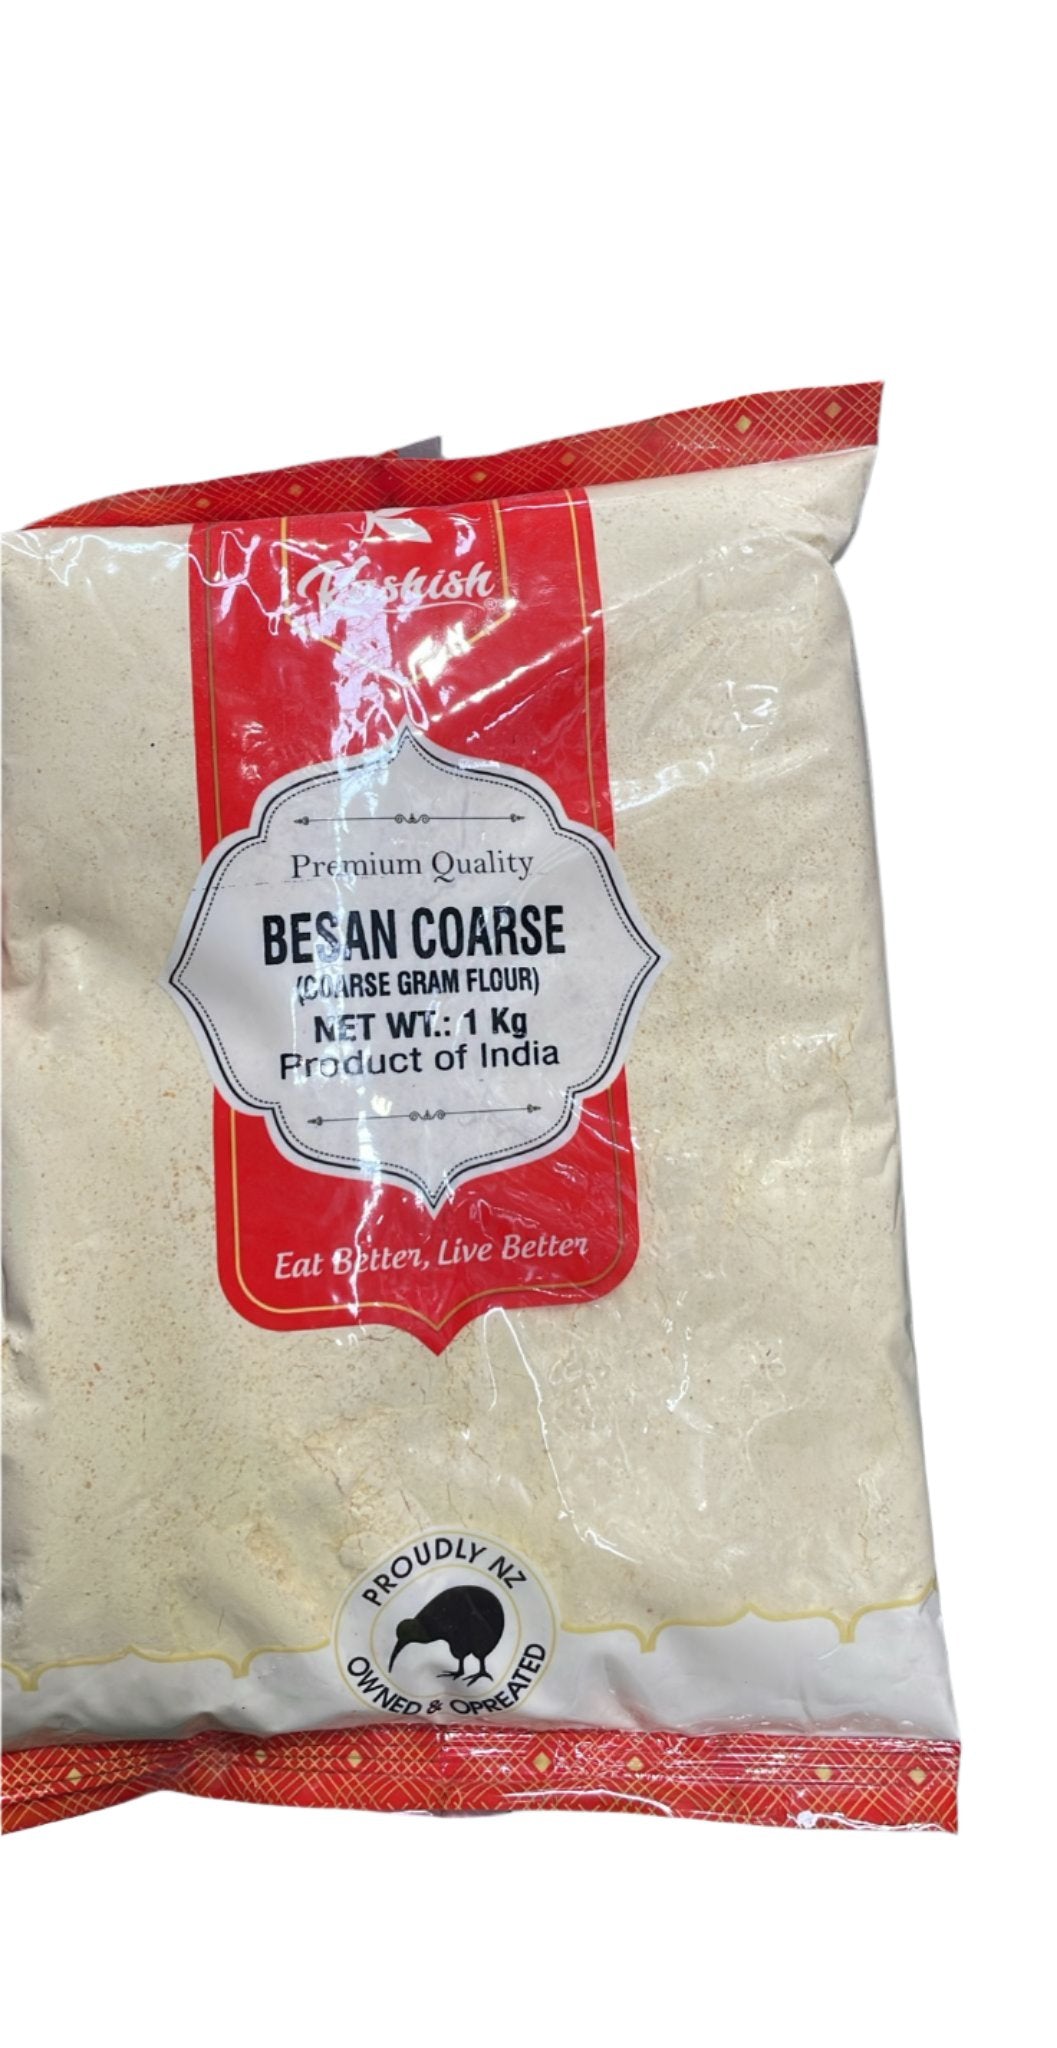 Kashish
®
Premium Quality
BESAN COARSE
(COARSE GRAM FLOUR)
NET WT.: 1 Kg
Product of India
Eat Better, Live Better
PROUDLY NZ
OWNED & OPREATED